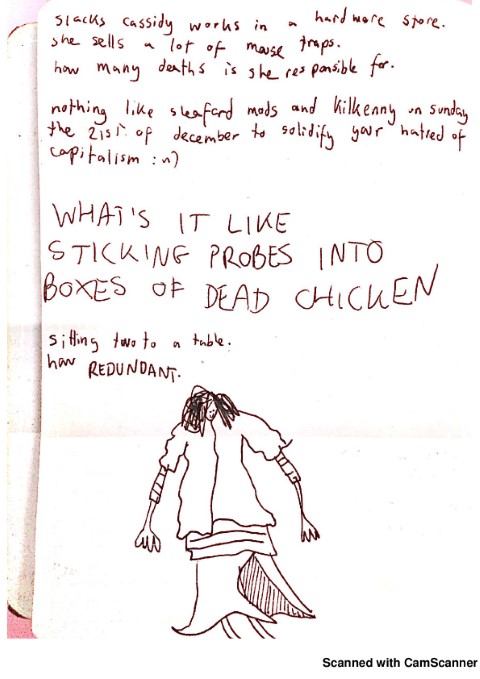 slacks cassidy works in a hardware store.
she sells a lot of mouse traps.
how many deaths is she responsible for.
nothing like sleaford mods and kilkenny on sunday
the 21st of december to solidify your hatred of
capitalism :n)
WHAT'S IT LIKE
STICKING PROBES INTO
BOXES OF DEAD CHICKEN
sitting two to a table.
how REDUNDANT.
Scanned with CamScanner